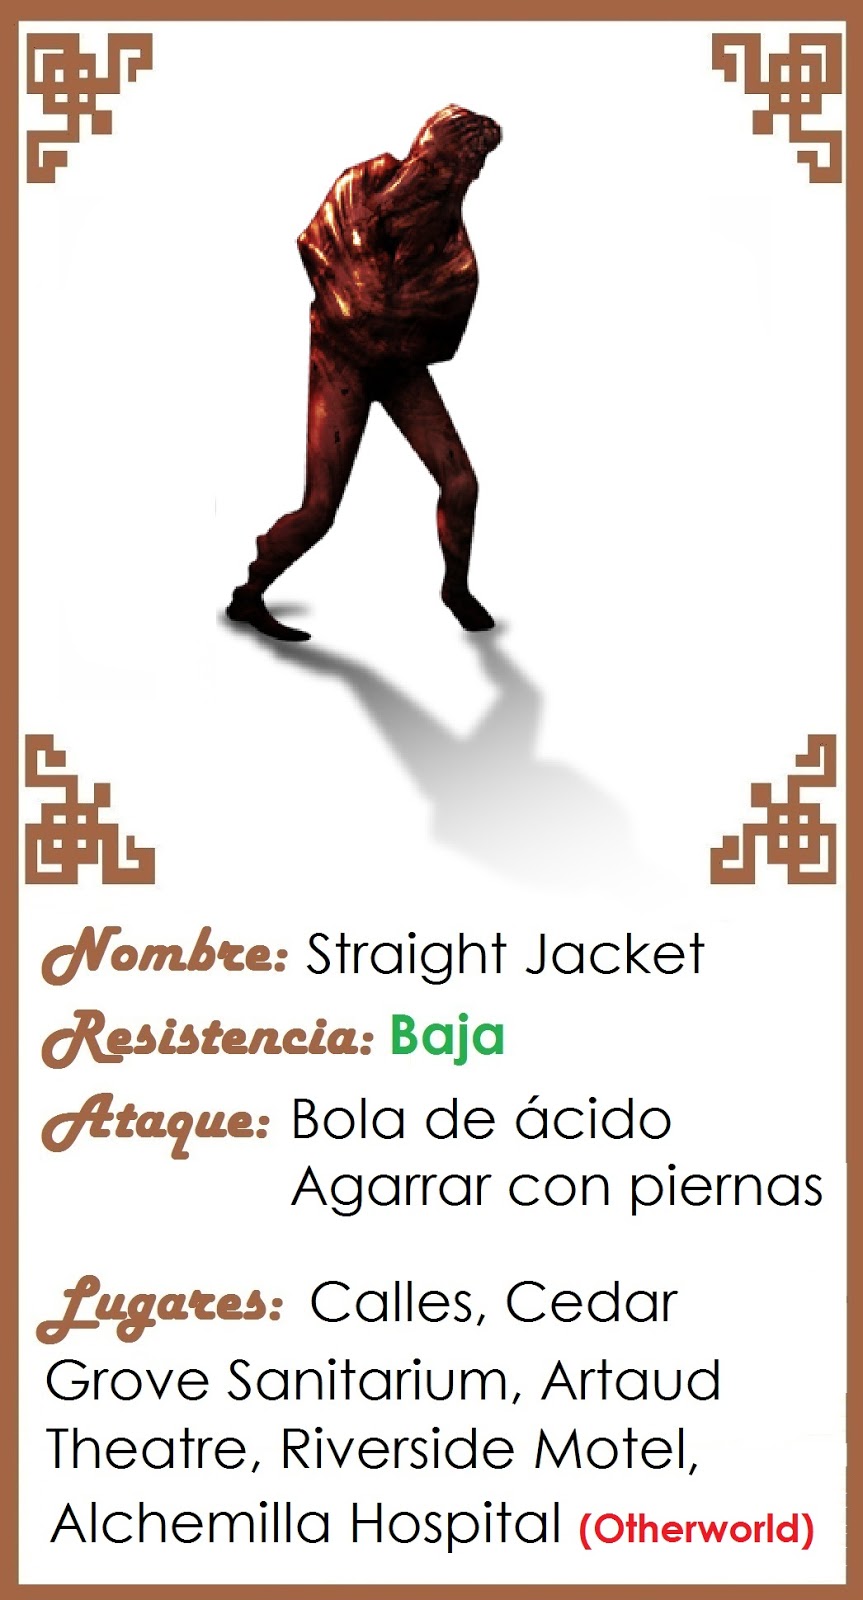 Nombre: Straight Jacket
Resistencia: Baja
Ataque: Bola de ácido
Agarrar con piernas
Lugares: Calles, Cedar
Grove Sanitarium, Artaud
Theatre, Riverside Motel,
Alchemilla Hospital (Otherworld)